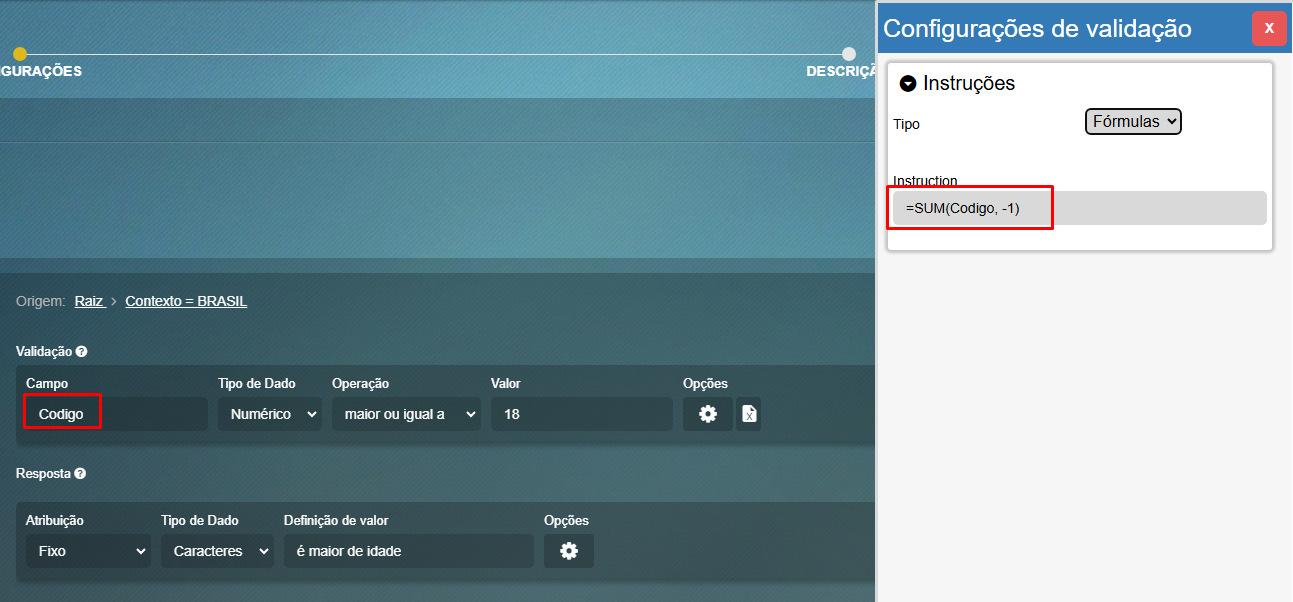 GURAÇÕES
DESCRIÇÃ
Origem: Raiz > Contexto = BRASIL
Validação ?
Campo Tipo de Dado Operação Valor Opções
Codigo Numérico maior ou igual a 18 X
Resposta ?
Atribuição Tipo de Dado Definição de valor Opções
Fixo Caracteres é maior de idade
Configurações de validação X
Instruções
Tipo Fórmulas
Instruction
=SUM(Codigo, -1)